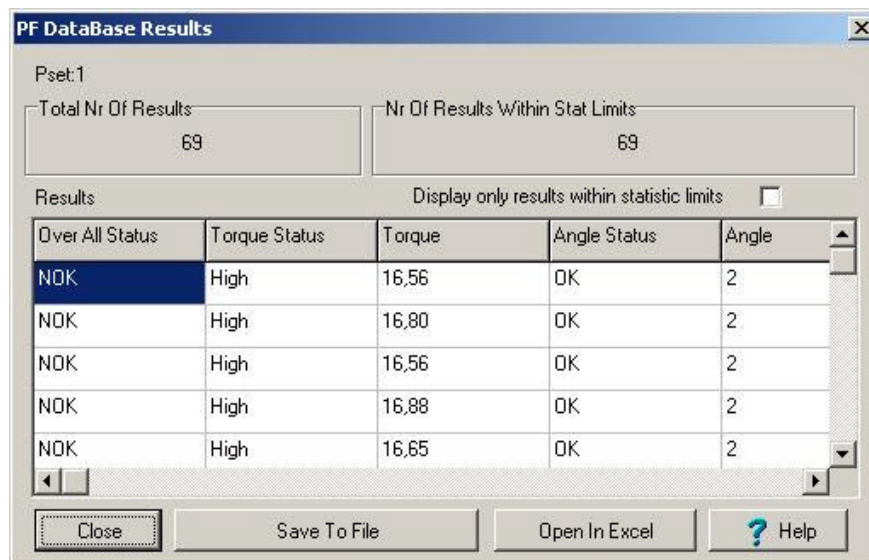 PF DataBase Results
Pset:1
Total Nr Of Results
69
Nr Of Results Within Stat Limits
69
Results
Display only results within statistic limits
Over All Status Torque Status Torque Angle Status Angle
NOK High 16,56 OK 2
NOK High 16,80 OK 2
NOK High 16,56 OK 2
NOK High 16,88 OK 2
NOK High 16,65 OK 2
Close Save To File Open In Excel ? Help